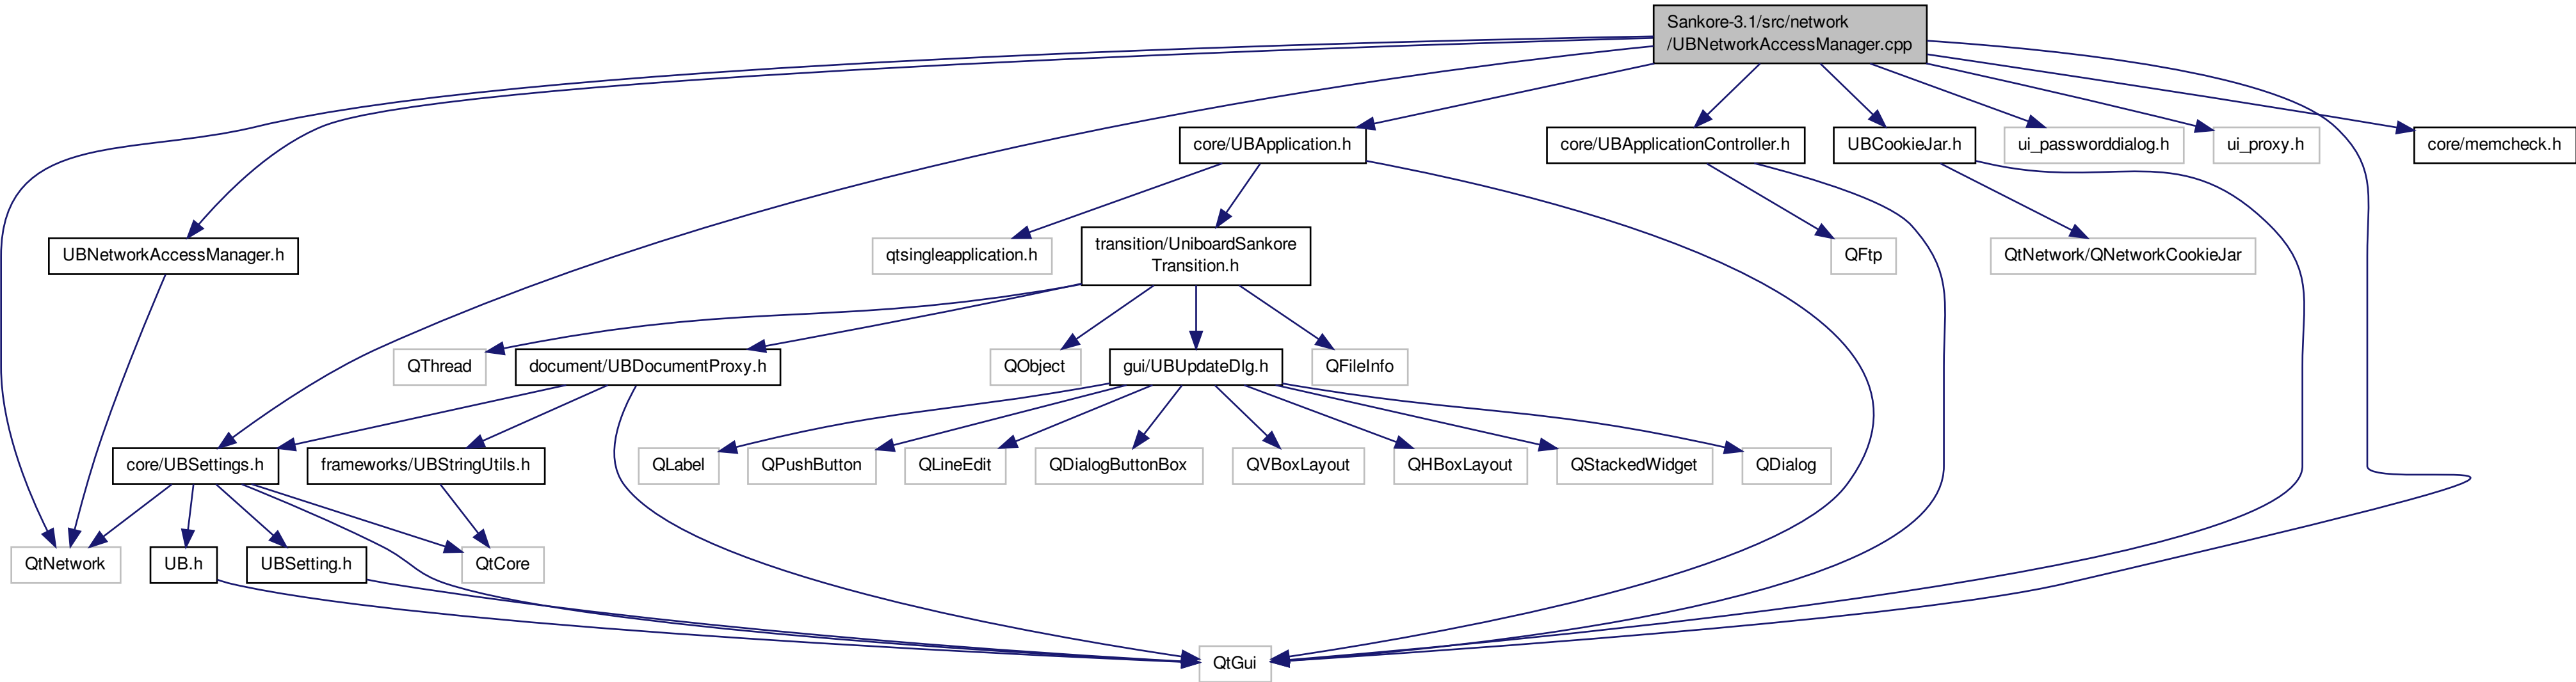 Sankore-3.1/src/network
/UBNetworkAccessManager.cpp
core/UBApplication.h
core/UBApplicationController.h
UBCookieJar.h
ui_passworddialog.h
ui_proxy.h
core/memcheck.h
UBNetworkAccessManager.h
qtsingleapplication.h
transition/UniboardSankore
Transition.h
QFtp
QtNetwork/QNetworkCookieJar
QThread
document/UBDocumentProxy.h
QObject
gui/UBUpdateDlg.h
QFileInfo
core/UBSettings.h
frameworks/UBStringUtils.h
QLabel
QPushButton
QLineEdit
QDialogButtonBox
QVBoxLayout
QHBoxLayout
QStackedWidget
QDialog
QtNetwork
UB.h
UBSetting.h
QtCore
QtGui